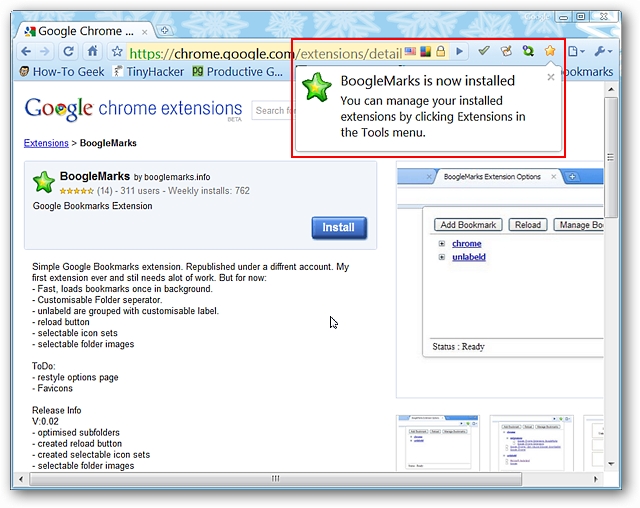 Google Chrome ...
https://chrome.google.com/extensions/detail
How-To Geek
TinyHacker
Productive G...
ookmarks
BoogleMarks is now installed
You can manage your installed
extensions by clicking Extensions in
the Tools menu.
Google chrome extensions
BETA
Search for
Extensions > BoogleMarks
BoogleMarks by booglemarks.info
(14) - 311 users - Weekly installs: 762
Google Bookmarks Extension
Install
Simple Google Bookmarks extension. Republished under a diffrent account. My
first extension ever and stil needs alot of work. But for now:
- Fast, loads bookmarks once in background.
- Customisable Folder seperator.
- unlabeld are grouped with customisable label.
- reload button
- selectable icon sets
- selectable folder images
ToDo:
- restyle options page
- Favicons
Release Info
V:0.02
- optimised subfolders
- created reload button
- created selectable icon sets
- selectable folder images
BoogleMarks Extension Options
Add Bookmark
Reload
Manage Bo
chrome
unlabeld
Status : Ready